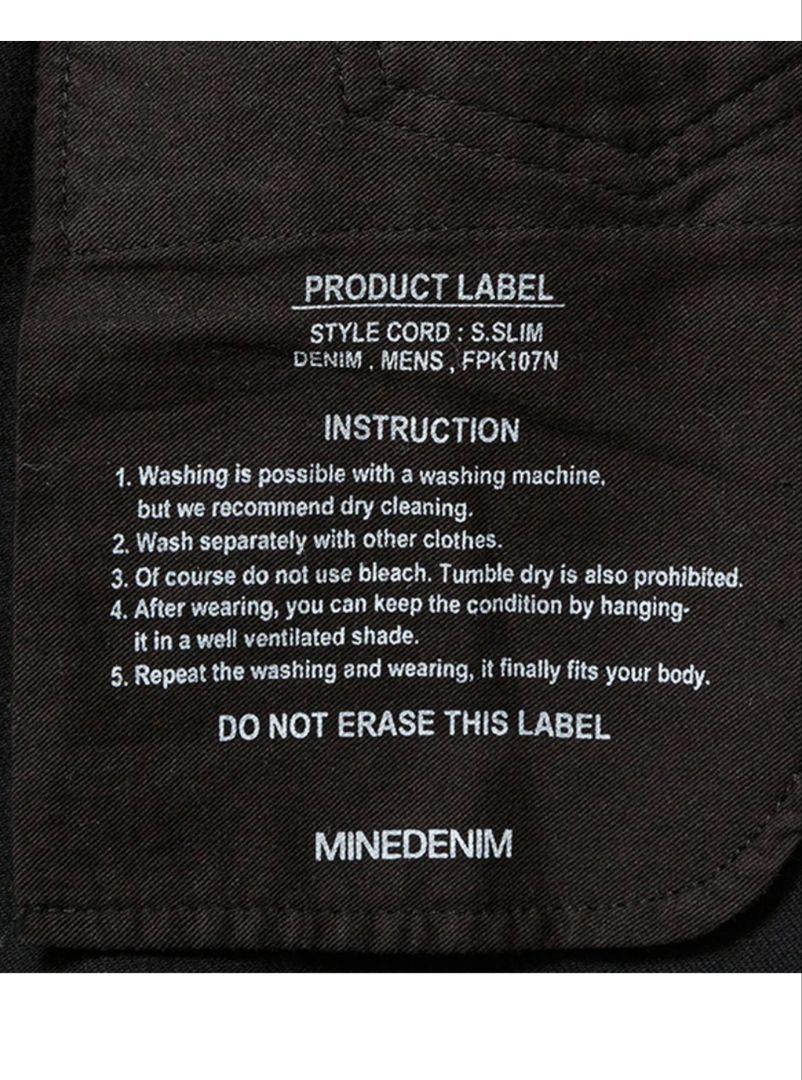 PRODUCT LABEL
STYLE CORD : S.SLIM
DENIM . MENS , FPK107N
INSTRUCTION
1. Washing is possible with a washing machine,
but we recommend dry cleaning.
2. Wash separately with other clothes.
3. Of course do not use bleach. Tumble dry is also prohibited.
4. After wearing, you can keep the condition by hanging-
it in a well ventilated shade.
5. Repeat the washing and wearing, it finally fits your body.
DO NOT ERASE THIS LABEL
MINEDENIM